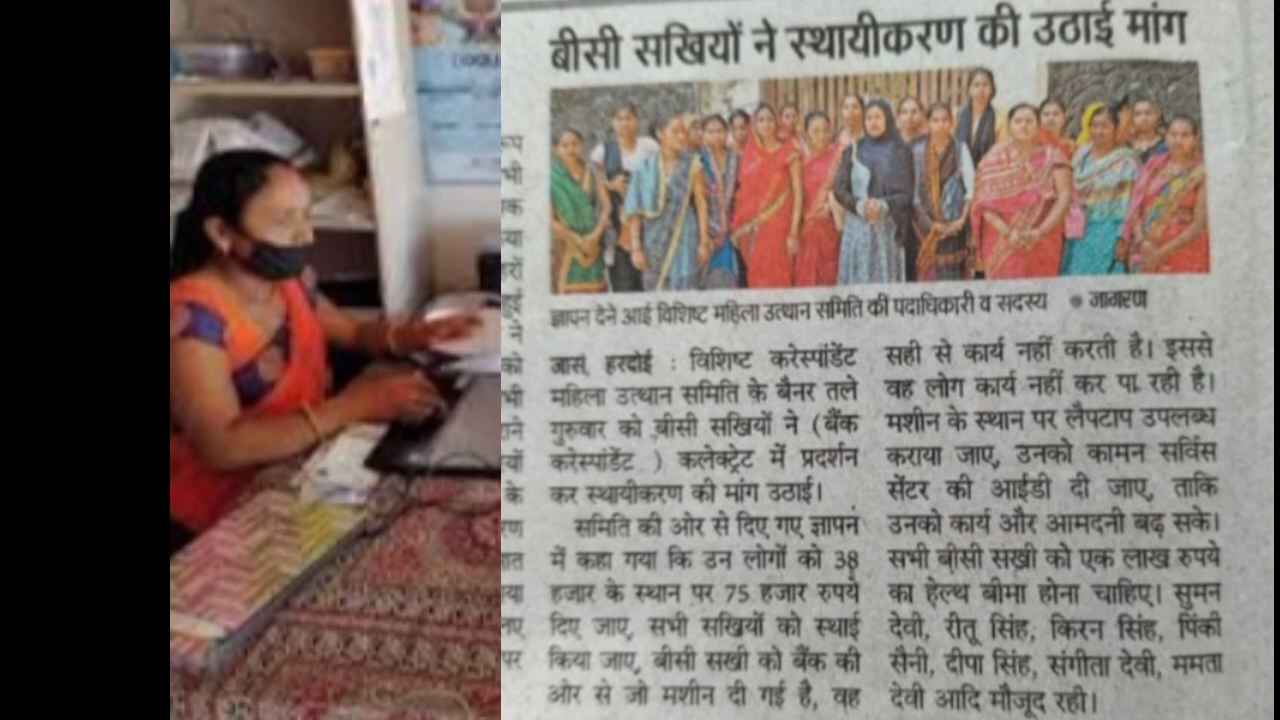 बीसी सखियों ने स्थायीकरण की उठाई मांग
ज्ञापन देने आई विशिष्ट महिला उत्थान समिति की पदाधिकारी व सदस्य ● जागरण
जासं, हरदोई : विशिष्ट करेस्पांडेंट
महिला उत्थान समिति के बैनर तले
गुरुवार को बीसी सखियों ने (बैंक
करेस्पांडेंट ) कलेक्ट्रेट में प्रदर्शन
कर स्थायीकरण की मांग उठाई।
समिति की ओर से दिए गए ज्ञापन
में कहा गया कि उन लोगों को 38
हजार के स्थान पर 75 हजार रुपये
दिए जाए, सभी सखियों को स्थाई
किया जाए, बीसी सखी को बैंक की
ओर से जो मशीन दी गई है, वह
सही से कार्य नहीं करती है। इससे
वह लोग कार्य नहीं कर पा रही है।
मशीन के स्थान पर लैपटाप उपलब्ध
कराया जाए, उनको कामन सर्विस
सेंटर की आईडी दी जाए, ताकि
उनको कार्य और आमदनी बढ़ सके।
सभी बीसी सखी को एक लाख रुपये
का हेल्थ बीमा होना चाहिए। सुमन
देवी, रीतू सिंह, किरन सिंह, पिंकी
सैनी, दीपा सिंह, संगीता देवी, ममता
देवी आदि मौजूद रही।